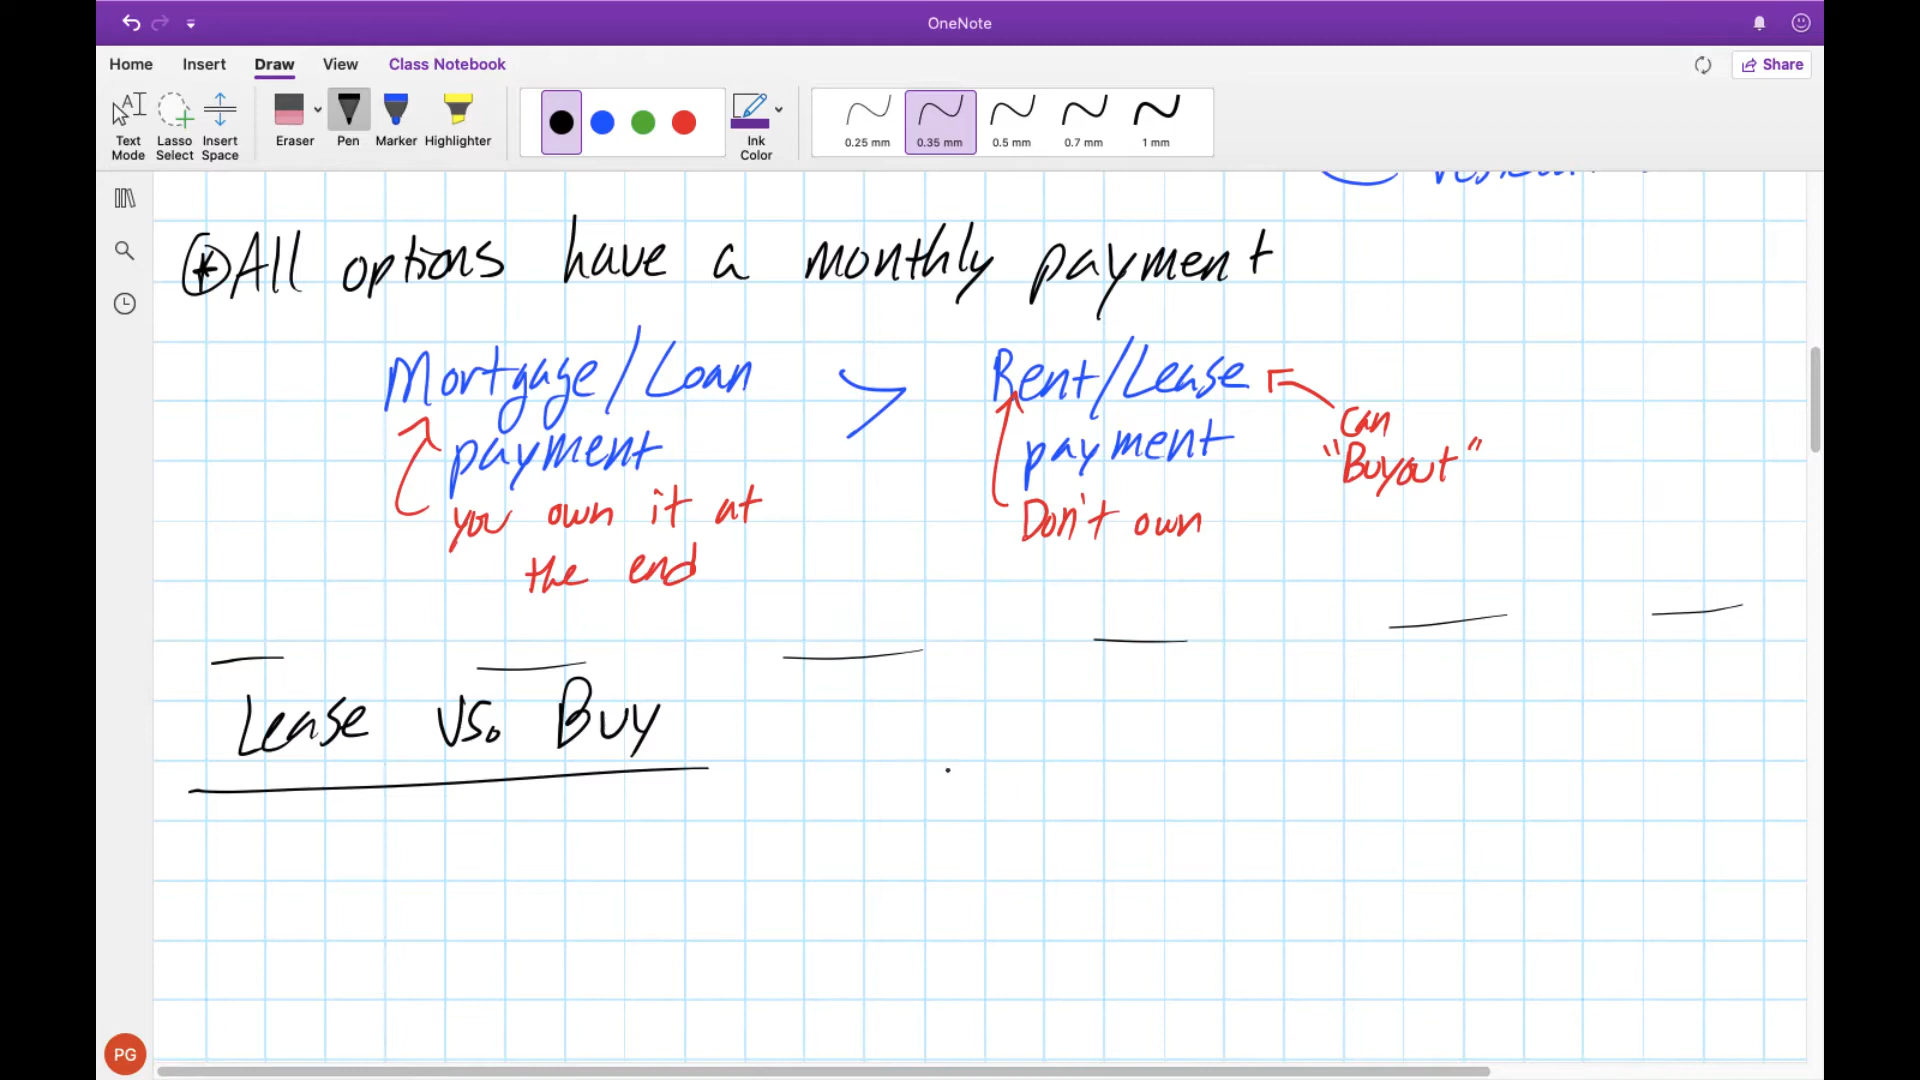 OneNote
Home Insert Draw View Class Notebook Share
Text Mode Lasso Select Insert Space Eraser Pen Marker Highlighter Ink Color 0.25 mm 0.35 mm 0.5 mm 0.7 mm 1 mm
* All options have a monthly payment
Mortgage/Loan > Rent/Lease
can
payment payment "Buyout"
you own it at Don't own
the end
Lease vs. Buy
PG